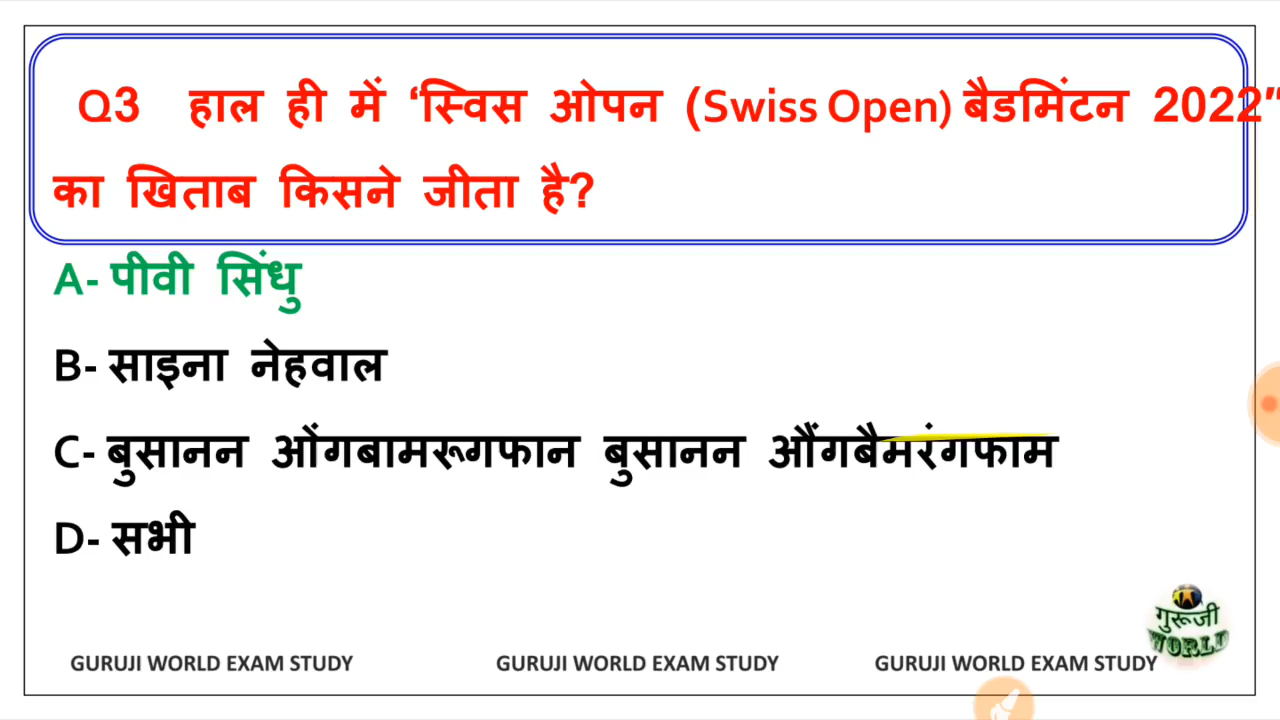 Q3 हाल ही में ‘स्विस ओपन (Swiss Open) बैडमिंटन 2022”
का खिताब किसने जीता है?
A- पीवी सिंधु
B- साइना नेहवाल
C- बुसानन ओंगबामरूगफान बुसानन औंगबैमरंगफाम
D- सभी
गुरूजी
WORLD
GURUJI WORLD EXAM STUDY GURUJI WORLD EXAM STUDY GURUJI WORLD EXAM STUDY